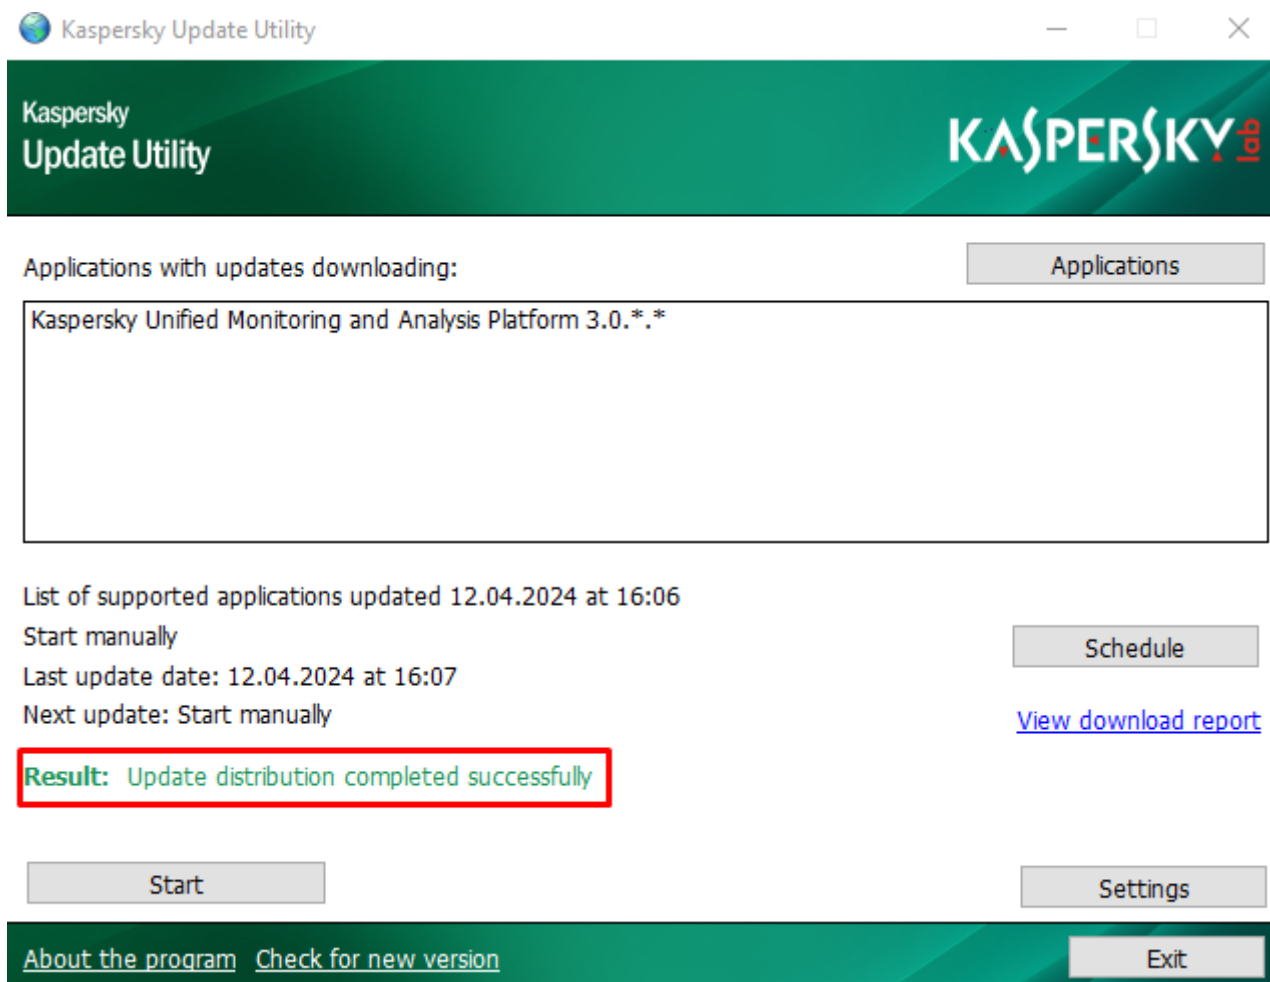 Kaspersky Update Utility
Kaspersky
Update Utility
KASPERSKY lab
Applications with updates downloading:
Applications
Kaspersky Unified Monitoring and Analysis Platform 3.0.*.*
List of supported applications updated 12.04.2024 at 16:06
Start manually
Schedule
Last update date: 12.04.2024 at 16:07
Next update: Start manually
View download report
Result: Update distribution completed successfully
Start
Settings
About the program Check for new version
Exit